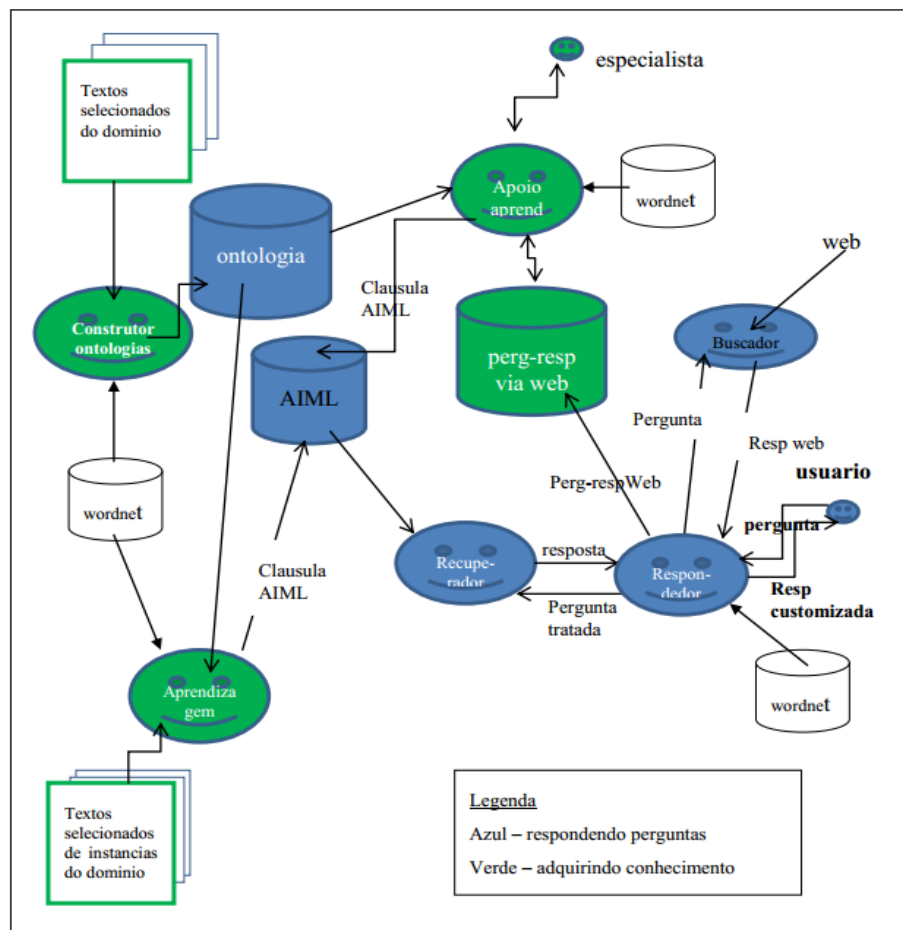 Textos
selecionados
do dominio
especialista
Apoio
aprend
wordnet
ontologia
web
Clausula
AIML
Construtor
ontologias
perg-resp
via web
Buscador
AIML
Pergunta
Resp web
usuario
Perg-respWeb
wordnet
pergunta
Clausula
AIML
Recupe-
rador
resposta
Respon-
dedor
Pergunta
tratada
Resp
customizada
Aprendiza
gem
wordnet
Textos
selecionados
de instancias
do dominio
Legenda
Azul – respondendo perguntas
Verde – adquirindo conhecimento